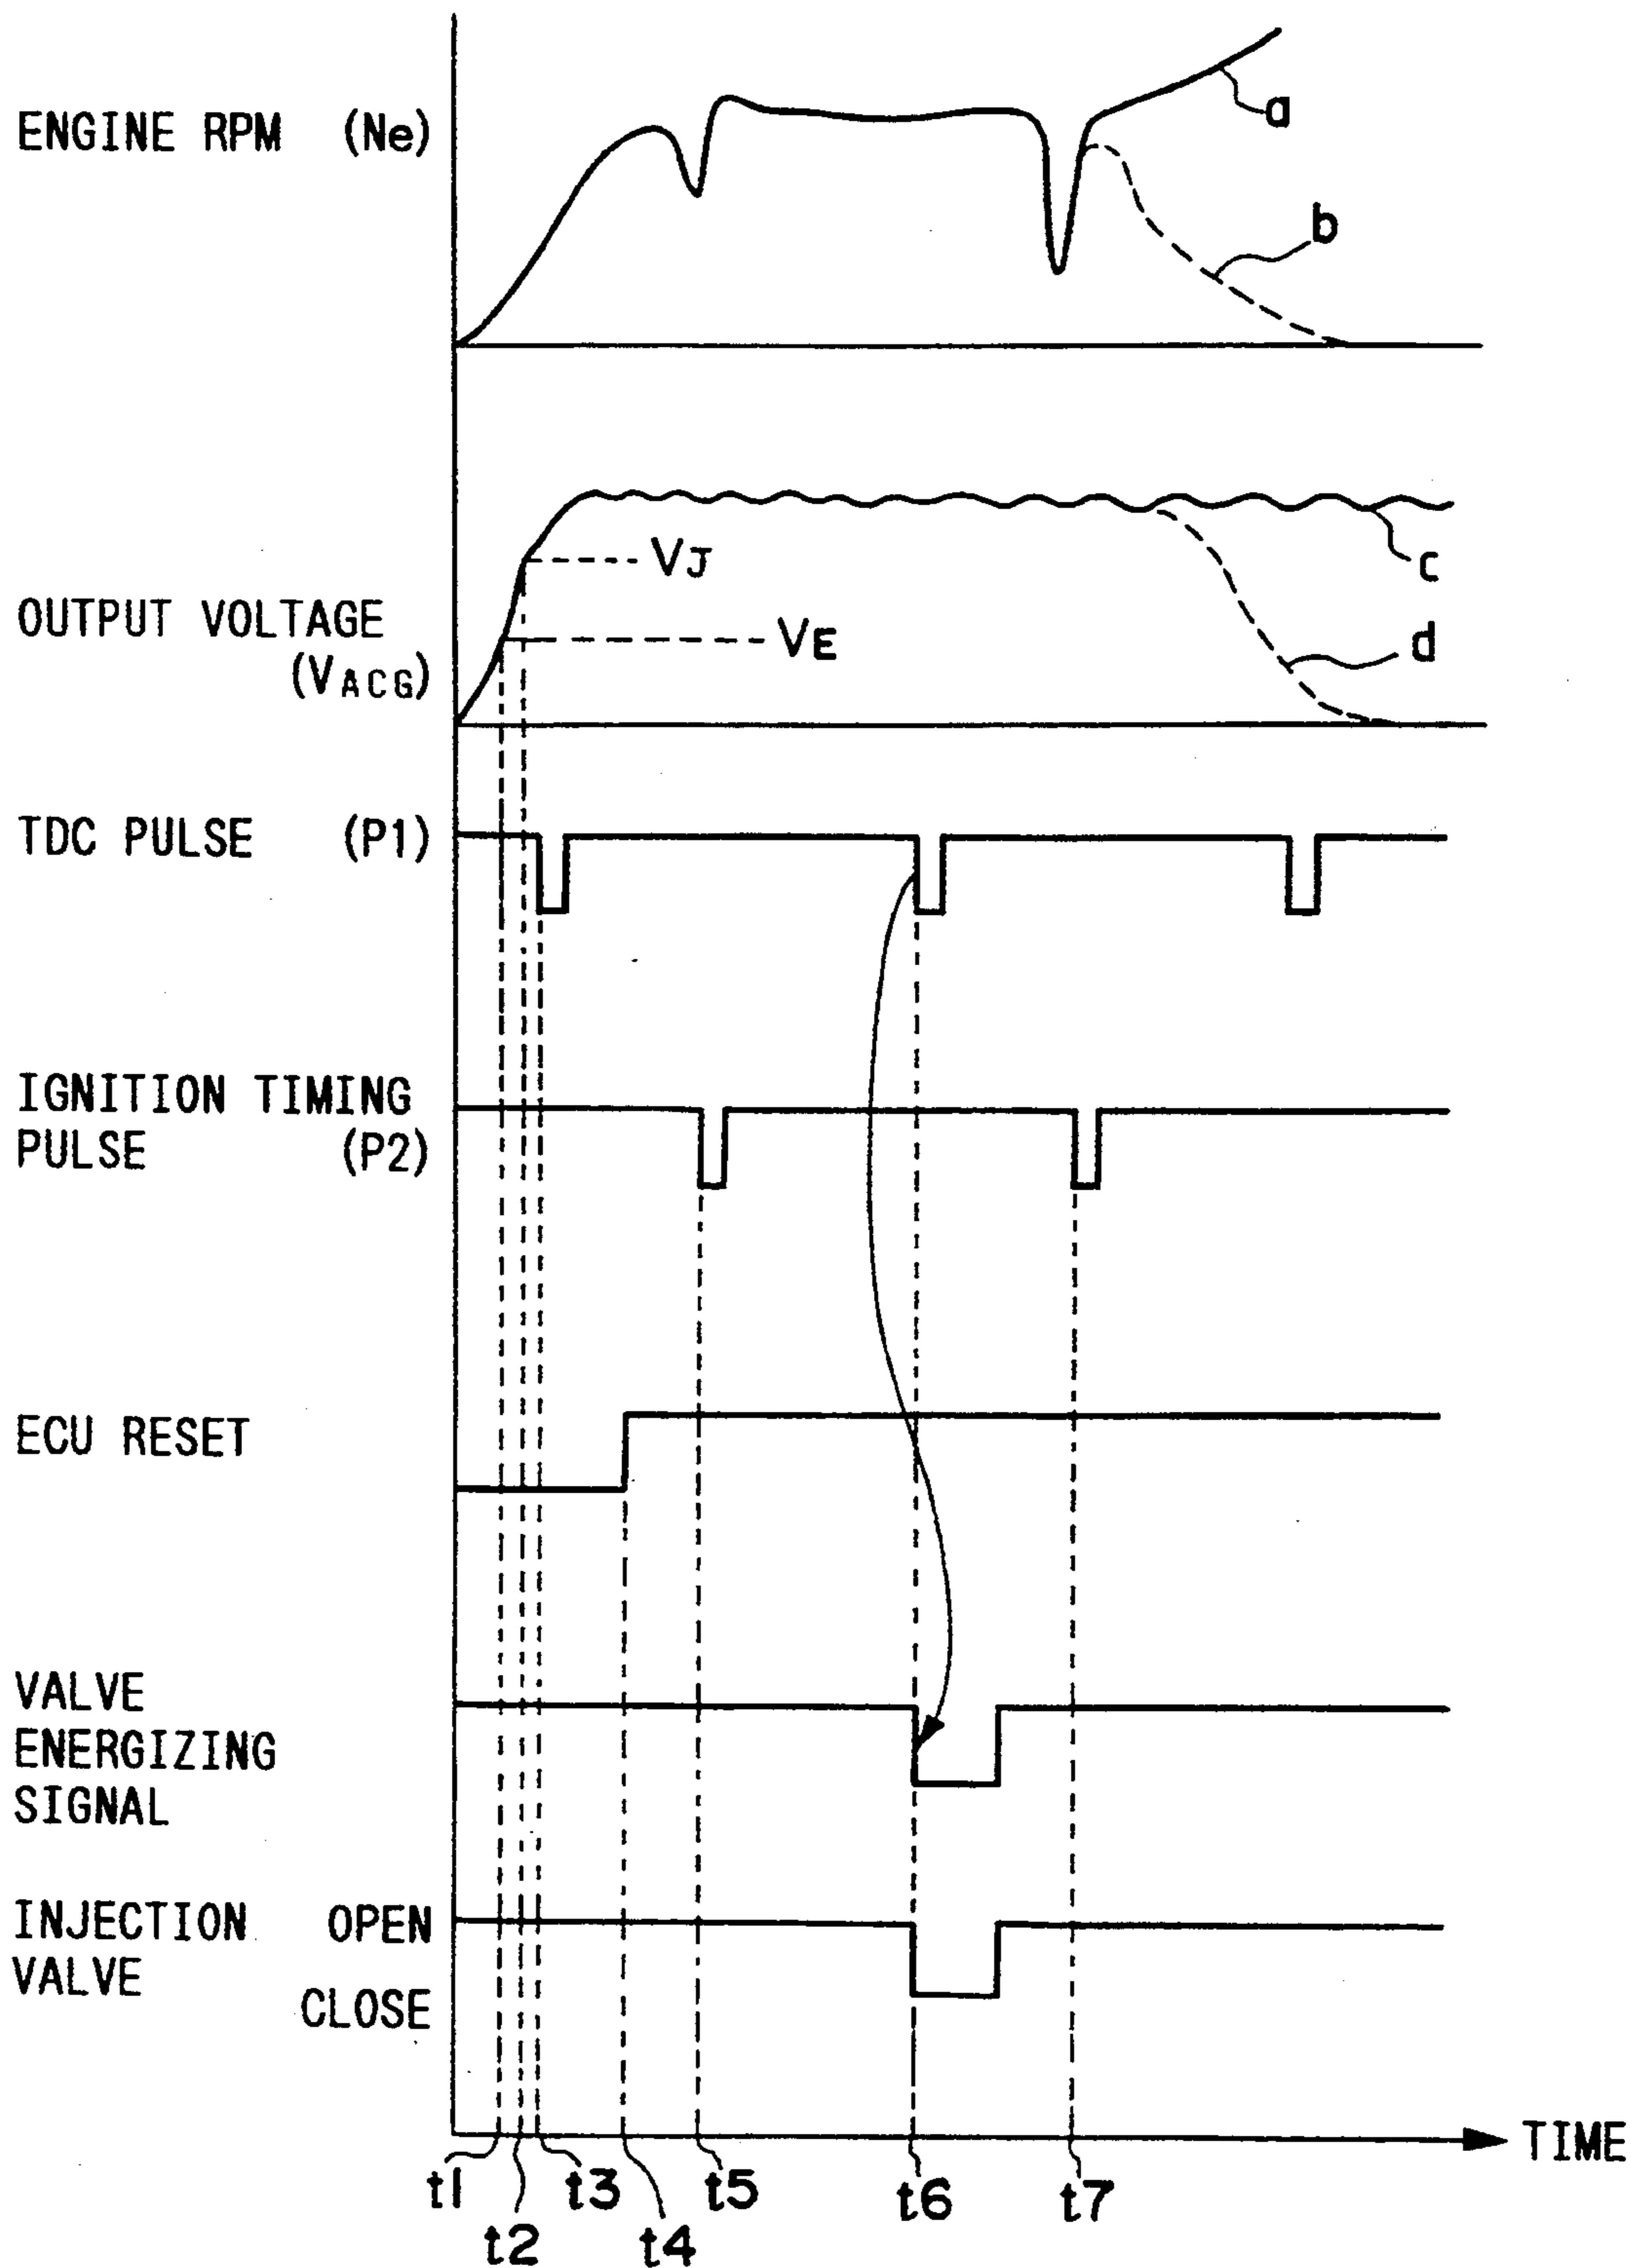 ENGINE RPM (Ne)
a
b
VJ
c
OUTPUT VOLTAGE
(VACG)
VE
d
TDC PULSE (P1)
IGNITION TIMING
PULSE (P2)
ECU RESET
VALVE
ENERGIZING
SIGNAL
INJECTION OPEN
VALVE
CLOSE
TIME
t1 t3 t5 t6 t7
t2 t4